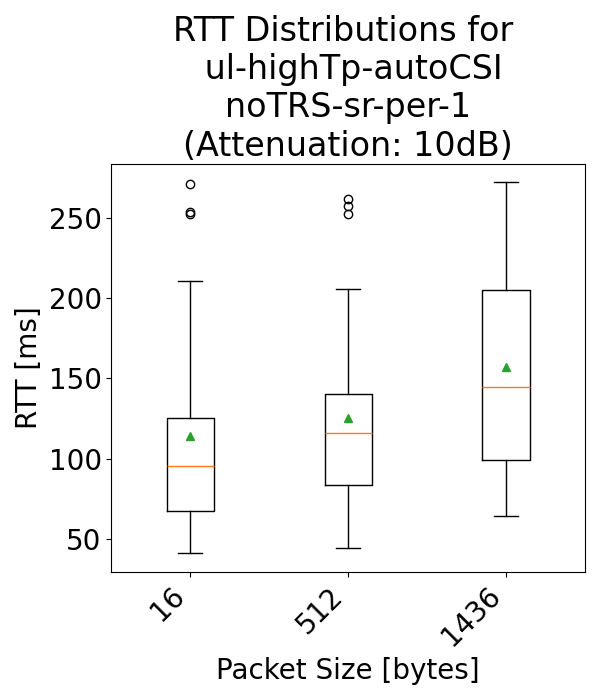 RTT Distributions for
ul-highTp-autoCSI
noTRS-sr-per-1
(Attenuation: 10dB)
250
200
150
100
50
RTT [ms]
16
512
1436
Packet Size [bytes]